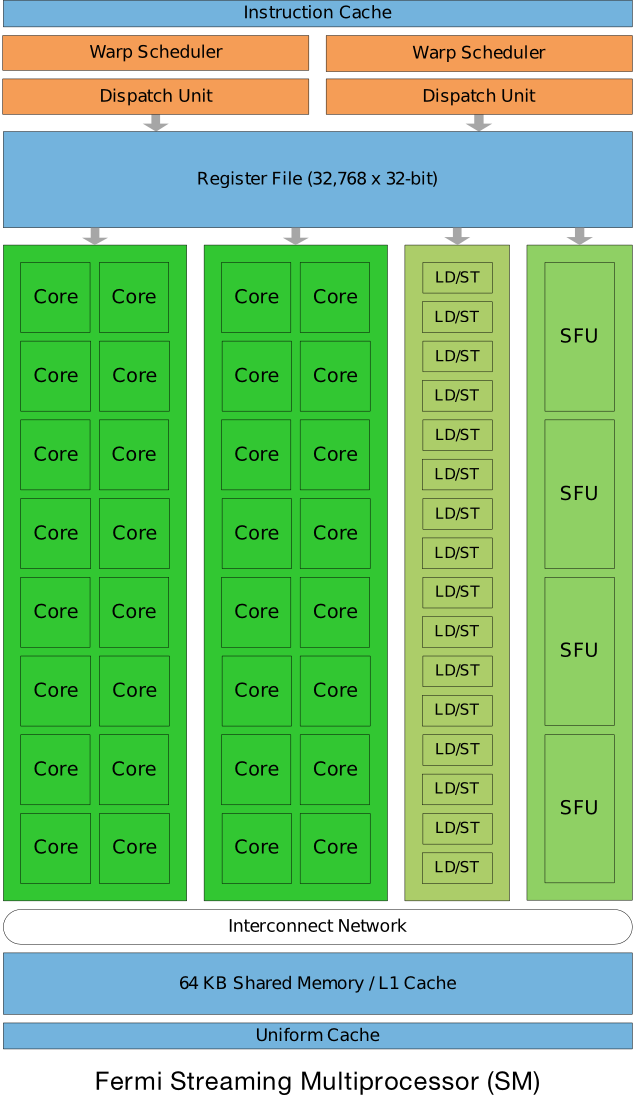 Instruction Cache
Warp Scheduler Warp Scheduler
Dispatch Unit Dispatch Unit
Register File (32,768 x 32-bit)
Core Core Core Core LD/ST SFU
LD/ST
Core Core Core Core LD/ST
LD/ST
Core Core Core Core LD/ST SFU
LD/ST
Core Core Core Core LD/ST
LD/ST
Core Core Core Core LD/ST SFU
LD/ST
Core Core Core Core LD/ST
LD/ST
Core Core Core Core LD/ST SFU
LD/ST
Core Core Core Core LD/ST
LD/ST
Interconnect Network
64 KB Shared Memory / L1 Cache
Uniform Cache
Fermi Streaming Multiprocessor (SM)